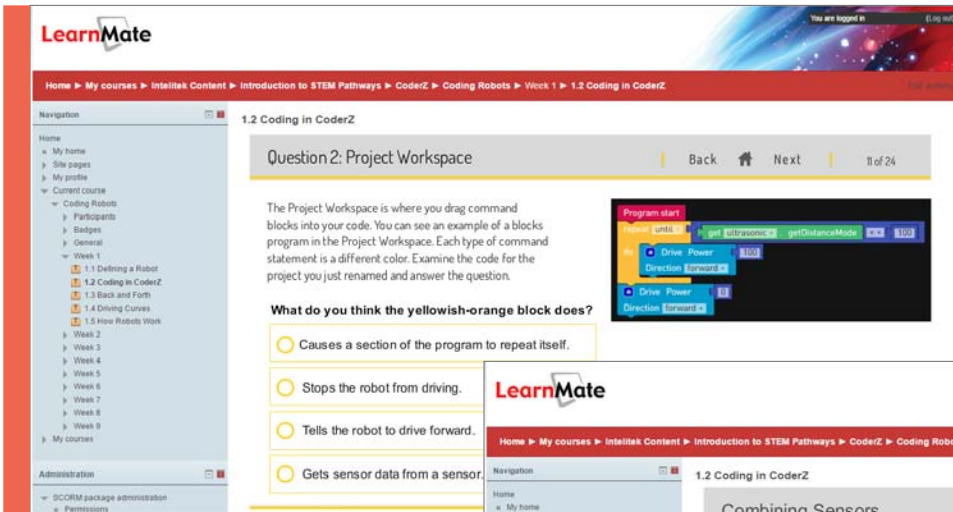 LearnMate
You are logged in
(Log out)
Home ► My courses ► Intelitek Content ► Introduction to STEM Pathways ► CoderZ ► Coding Robots ► Week 1 ► 1.2 Coding in CoderZ
Navigation
Home
My home
Site pages
My profile
Current course
Coding Robots
Participants
Badges
General
Week 1
1.1 Defining a Robot
1.2 Coding in CoderZ
1.3 Back and Forth
1.4 Driving Curves
1.5 How Robots Work
Week 2
Week 3
Week 4
Week 5
Week 6
Week 7
Week 8
Week 9
My courses
Administration
SCORM package administration
Permissions
1.2 Coding in CoderZ
Question 2: Project Workspace
Back Next 11 of 24
The Project Workspace is where you drag command
blocks into your code. You can see an example of a blocks
program in the Project Workspace. Each type of command
statement is a different color. Examine the code for the
project you just renamed and answer the question.
Program start
repeat until get ultrasonic getDistanceMode 100
do Drive Power 100
Direction forward
Drive Power 0
Direction forward
What do you think the yellowish-orange block does?
Causes a section of the program to repeat itself.
Stops the robot from driving.
Tells the robot to drive forward.
Gets sensor data from a sensor.
LearnMate
Home ► My courses ► Intelitek Content ► Introduction to STEM Pathways ► CoderZ ► Coding
Navigation
Home
My home
1.2 Coding in CoderZ
Combining Sensors